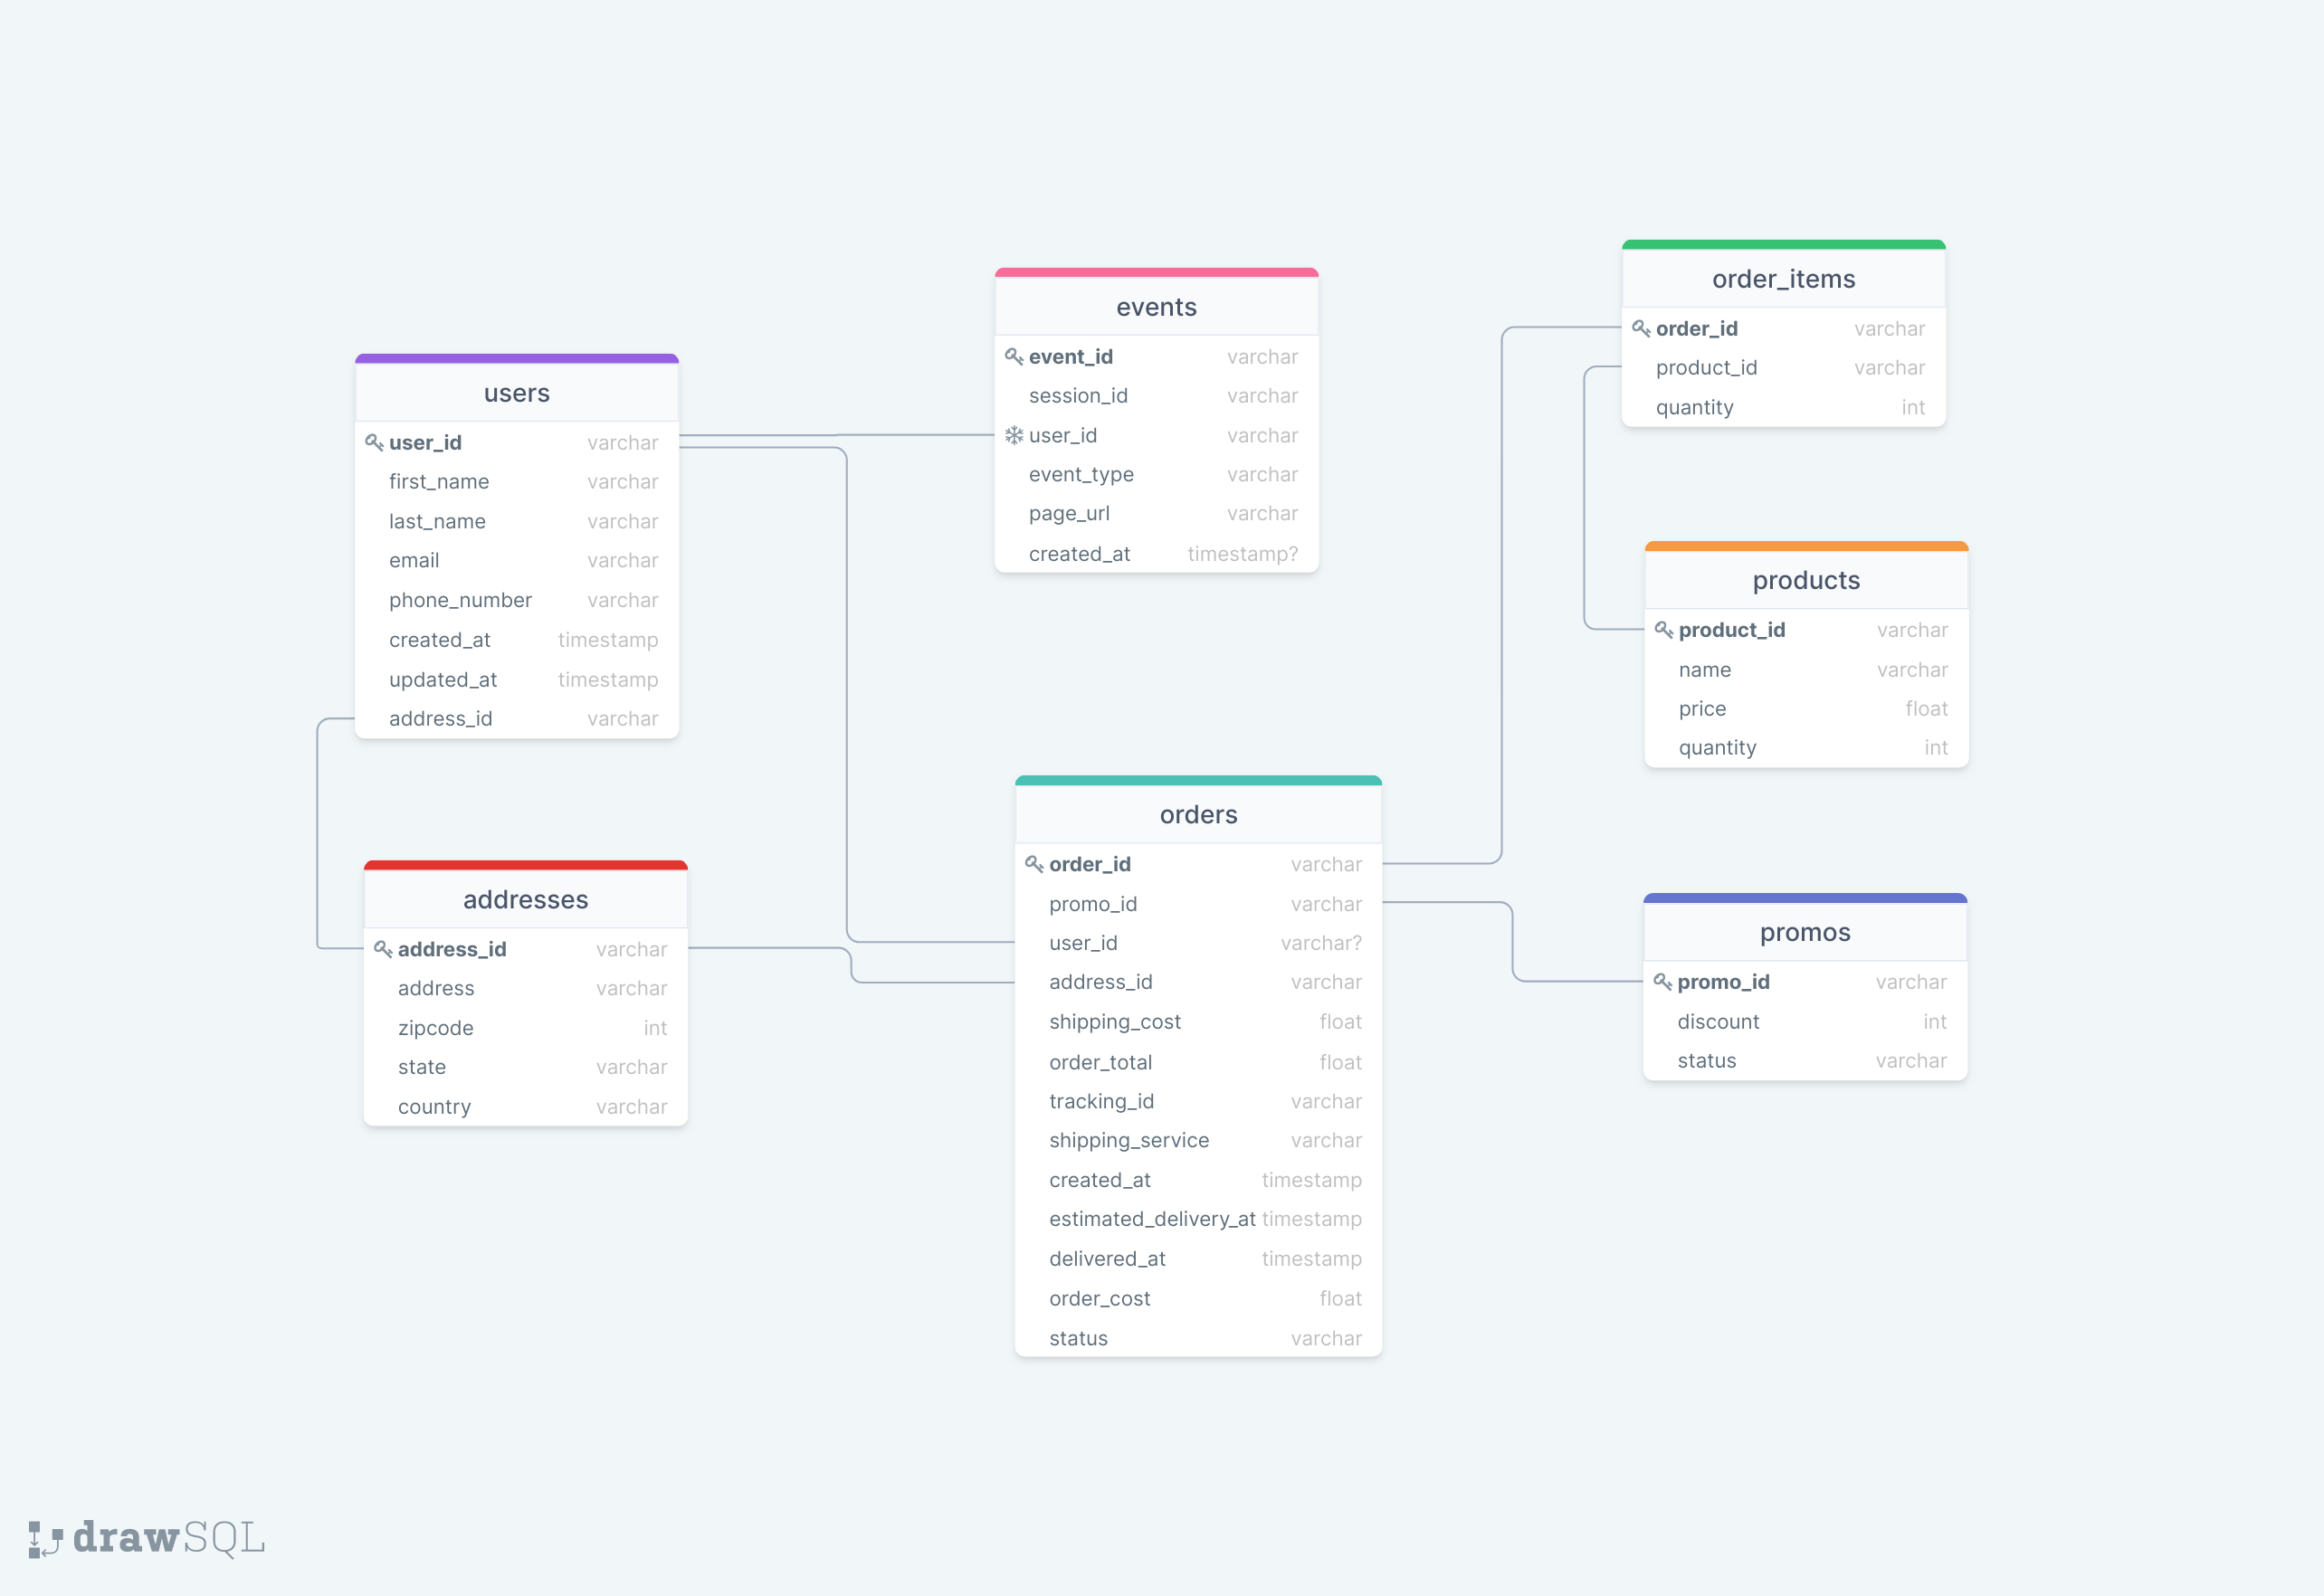 users
user_id varchar
first_name varchar
last_name varchar
email varchar
phone_number varchar
created_at timestamp
updated_at timestamp
address_id varchar
addresses
address_id varchar
address varchar
zipcode int
state varchar
country varchar
events
event_id varchar
session_id varchar
user_id varchar
event_type varchar
page_url varchar
created_at timestamp?
orders
order_id varchar
promo_id varchar
user_id varchar?
address_id varchar
shipping_cost float
order_total float
tracking_id varchar
shipping_service varchar
created_at timestamp
estimated_delivery_at timestamp
delivered_at timestamp
order_cost float
status varchar
order_items
order_id varchar
product_id varchar
quantity int
products
product_id varchar
name varchar
price float
quantity int
promos
promo_id varchar
discount int
status varchar
drawSQL